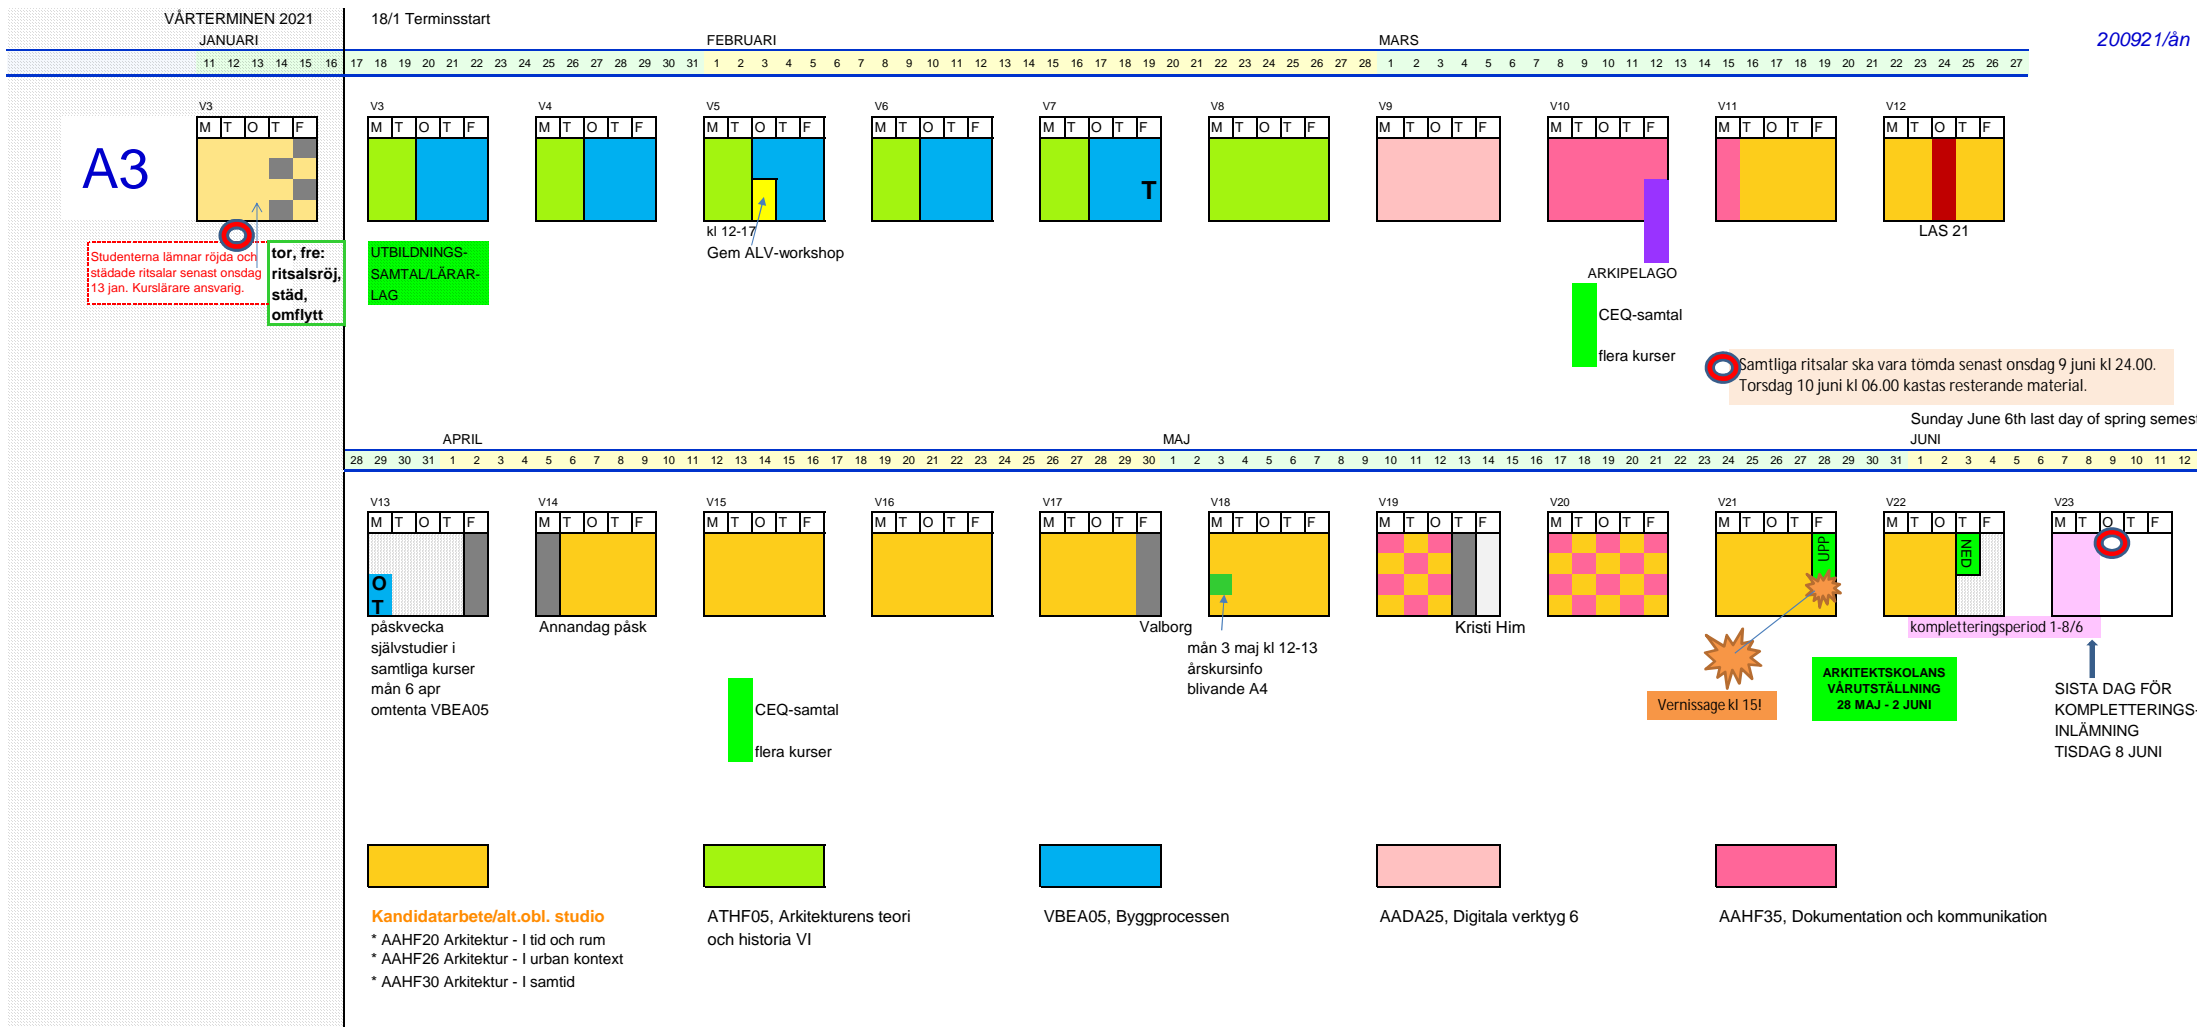 VÅRTERMINEN 2021
18/1 Terminsstart
JANUARI
FEBRUARI
MARS
200921/ån
11 12 13 14 15 16 17 18 19 20 21 22 23 24 25 26 27 28 29 30 31 1 2 3 4 5 6 7 8 9 10 11 12 13 14 15 16 17 18 19 20 21 22 23 24 25 26 27 28 1 2 3 4 5 6 7 8 9 10 11 12 13 14 15 16 17 18 19 20 21 22 23 24 25 26 27
V3 V3 V4 V5 V6 V7 V8 V9 V10 V11 V12
M T O T F M T O T F M T O T F M T O T F M T O T F M T O T F M T O T F M T O T F M T O T F M T O T F M T O T F
A3
T
kl 12-17
Gem ALV-workshop
LAS 21
Studenterna lämnar röjda och
städade ritsalar senast onsdag
13 jan. Kurslärare ansvarig.
tor, fre:
ritsalsröj,
städ,
omflytt
UTBILDNINGS-
SAMTAL/LÄRAR-
LAG
ARKIPELAGO
CEQ-samtal
flera kurser
Samtliga ritsalar ska vara tömda senast onsdag 9 juni kl 24.00.
Torsdag 10 juni kl 06.00 kastas resterande material.
Sunday June 6th last day of spring semest
APRIL
MAJ
JUNI
28 29 30 31 1 2 3 4 5 6 7 8 9 10 11 12 13 14 15 16 17 18 19 20 21 22 23 24 25 26 27 28 29 30 1 2 3 4 5 6 7 8 9 10 11 12 13 14 15 16 17 18 19 20 21 22 23 24 25 26 27 28 29 30 31 1 2 3 4 5 6 7 8 9 10 11 12
V13 V14 V15 V16 V17 V18 V19 V20 V21 V22 V23
M T O T F M T O T F M T O T F M T O T F M T O T F M T O T F M T O T F M T O T F M T O T F M T O T F M T O T F
UPP
NED
O
T
påskvecka
självstudier i
samtliga kurser
mån 6 apr
omtenta VBEA05
Annandag påsk
Valborg
mån 3 maj kl 12-13
årskursinfo
blivande A4
Kristi Him
kompletteringsperiod 1-8/6
CEQ-samtal
flera kurser
Vernissage kl 15!
ARKITEKTSKOLANS
VÅRUTSTÄLLNING
28 MAJ - 2 JUNI
SISTA DAG FÖR
KOMPLETTERINGS-
INLÄMNING
TISDAG 8 JUNI
Kandidatarbete/alt.obl. studio
* AAHF20 Arkitektur - I tid och rum
* AAHF26 Arkitektur - I urban kontext
* AAHF30 Arkitektur - I samtid
ATHF05, Arkitekturens teori
och historia VI
VBEA05, Byggprocessen
AADA25, Digitala verktyg 6
AAHF35, Dokumentation och kommunikation